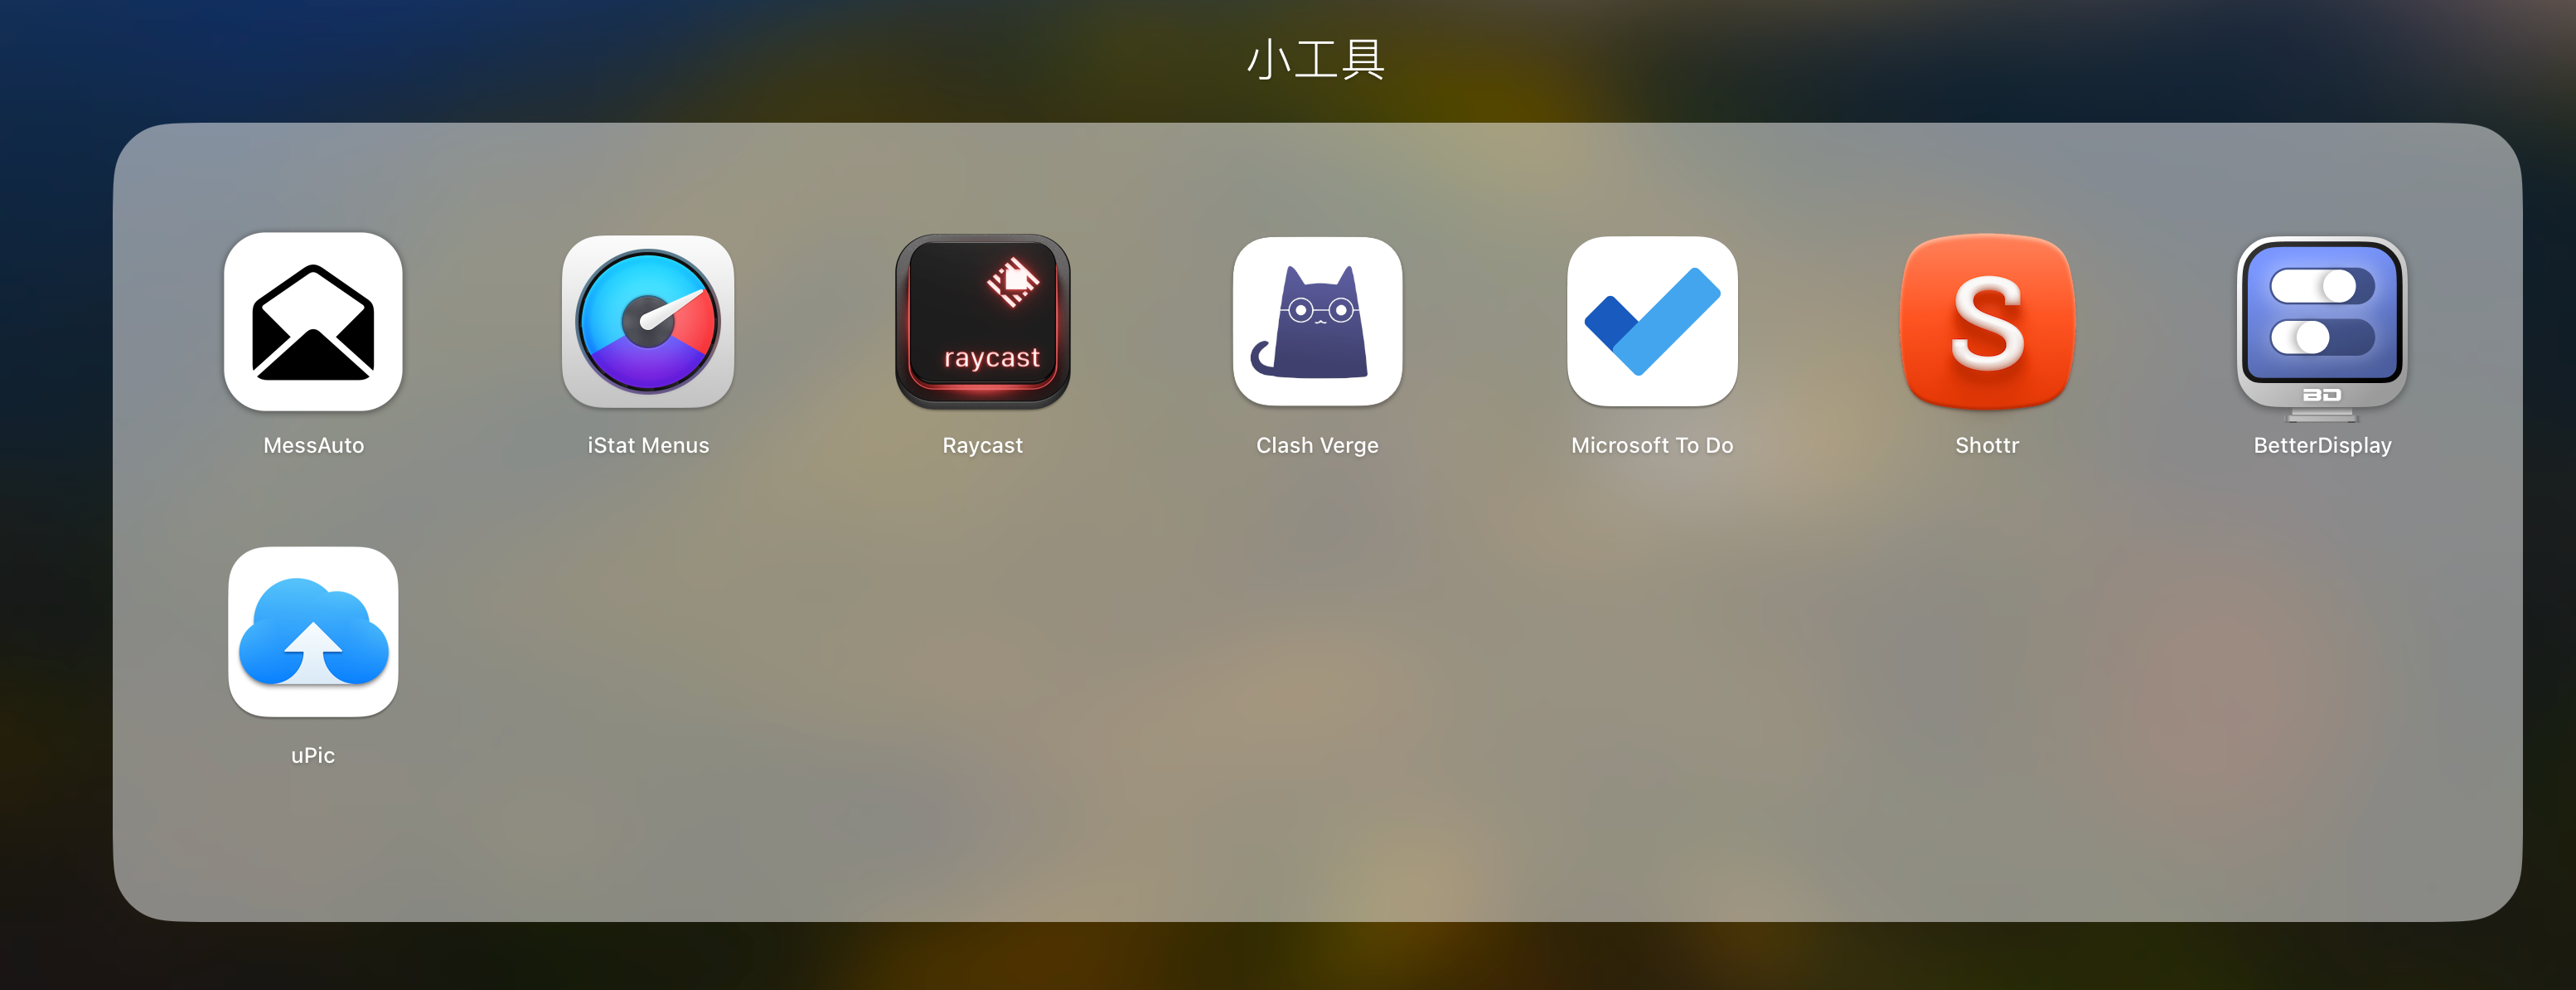 小工具
raycast
S
BD
MessAuto
iStat Menus
Raycast
Clash Verge
Microsoft To Do
Shottr
BetterDisplay
uPic